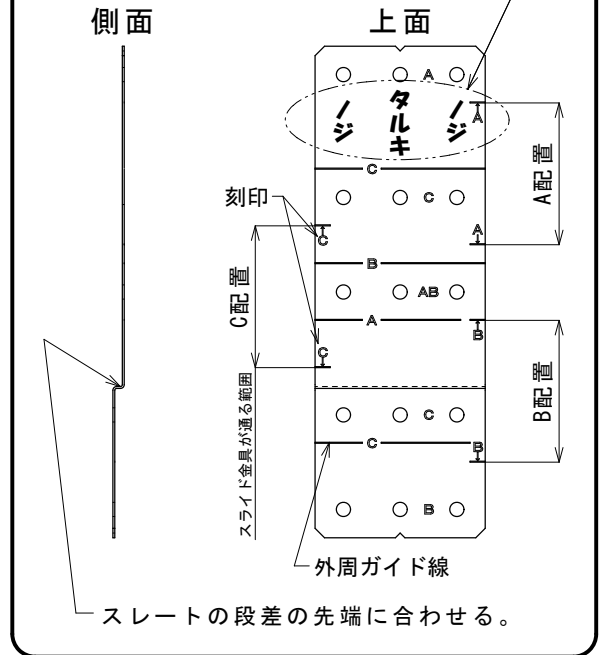 側面
上面
A
ノジ
タルキ
ノジ
A
C
A配置
刻印
C
C
A
C配置
B
AB
A
B
C
B配置
スライド金具が通る範囲
C
C
B
B
外周ガイド線
スレートの段差の先端に合わせる。